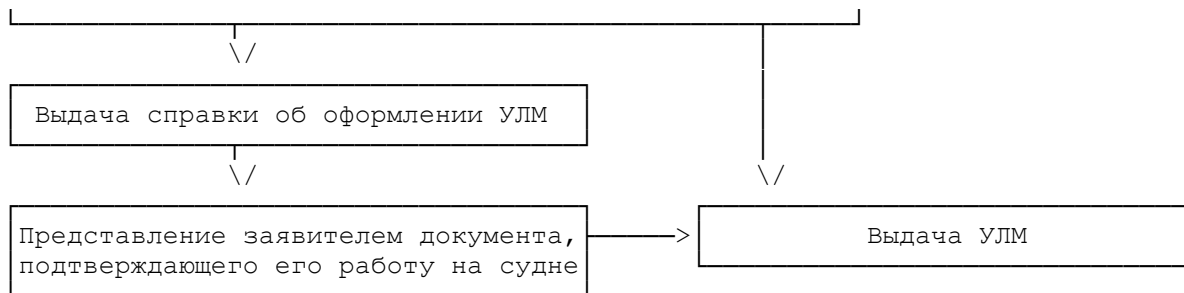 Выдача справки об оформлении УЛМ
Представление заявителем документа,
подтверждающего его работу на судне
Выдача УЛМ